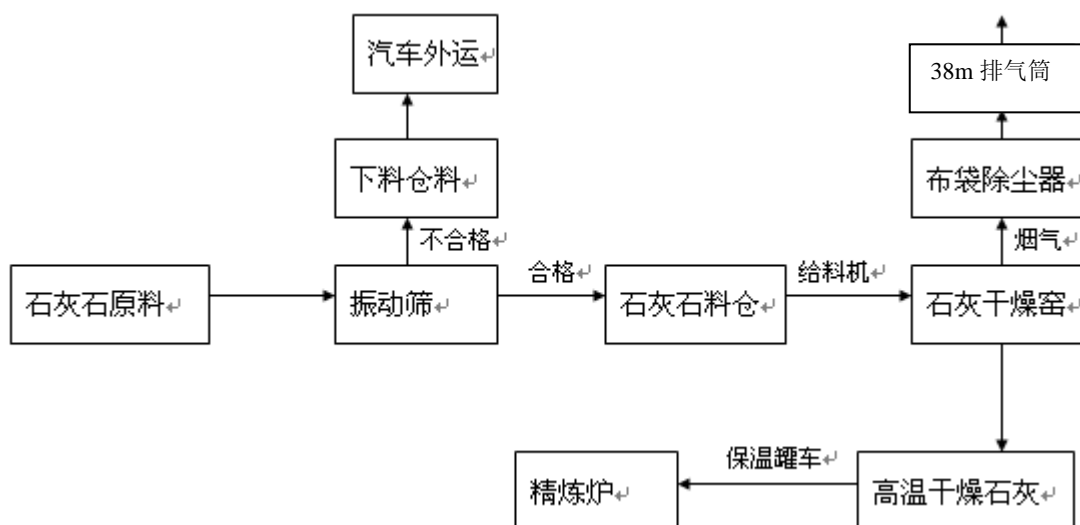 汽车外运
38m 排气筒
下料仓料
布袋除尘器
不合格
烟气
合格
给料机
石灰石原料
振动筛
石灰石料仓
石灰干燥窑
保温罐车
精炼炉
高温干燥石灰